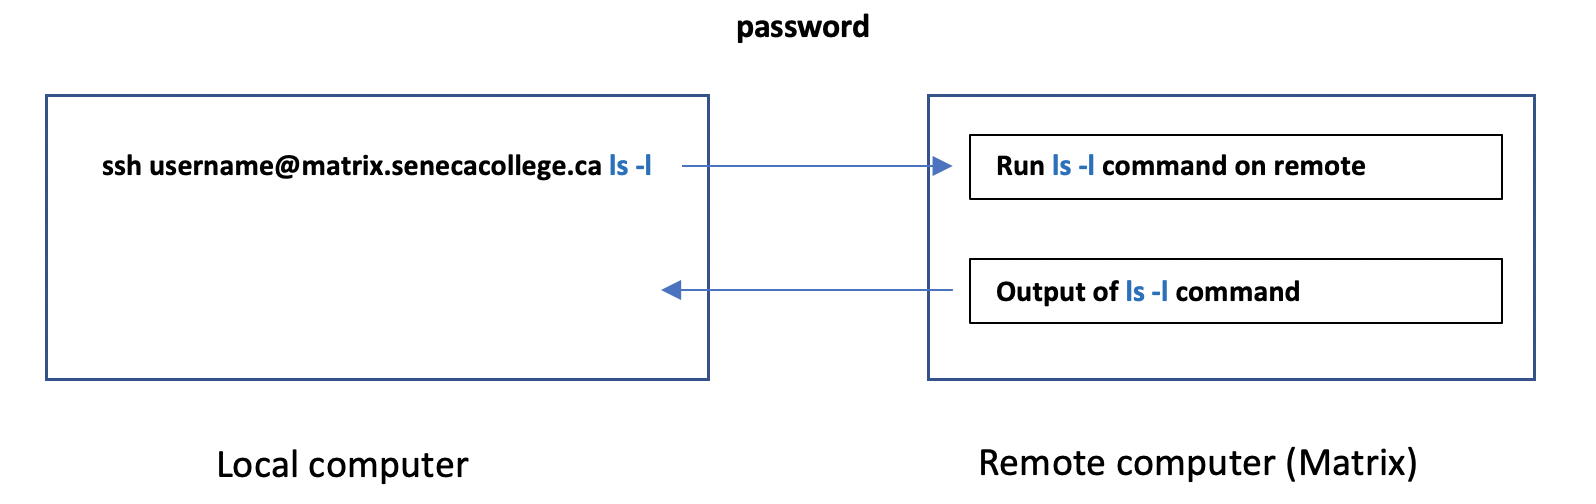 password
ssh username@matrix.senecacollege.ca ls -l
Run ls -l command on remote
Output of ls -l command
Local computer
Remote computer (Matrix)